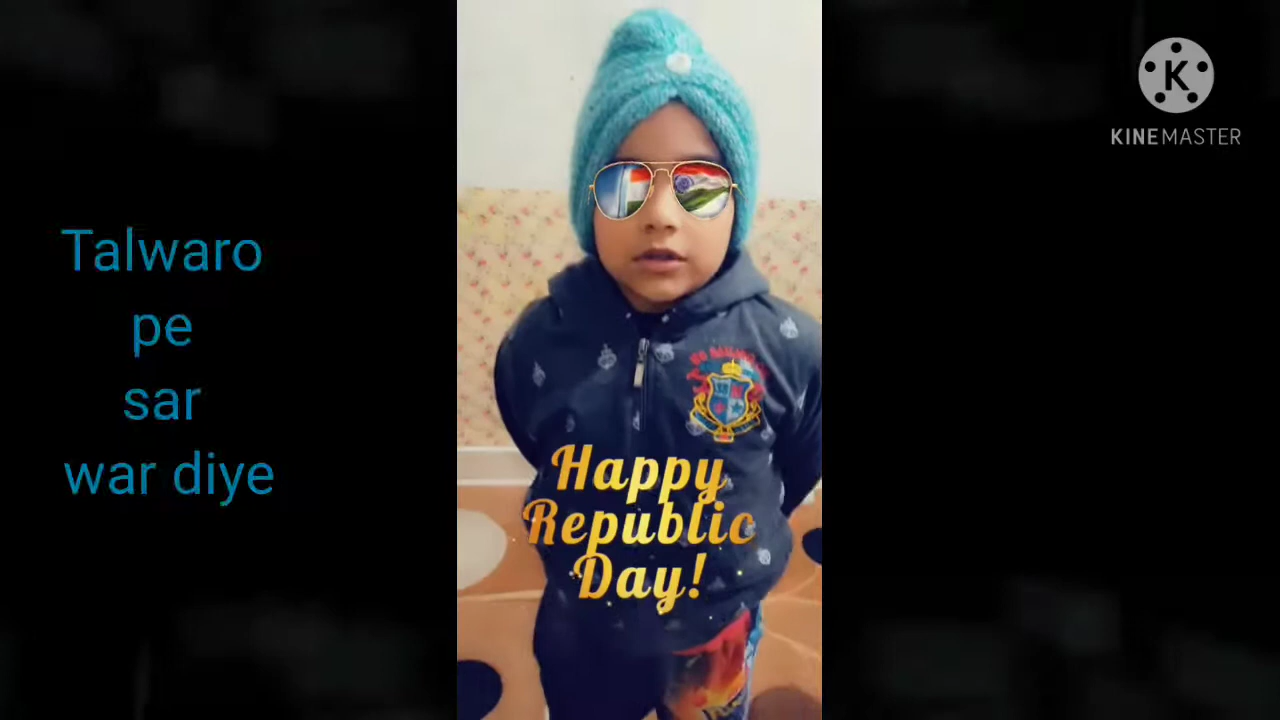 Talwaro
pe
sar
war diye
Happy
Republic
Day!
K
KINEMASTER